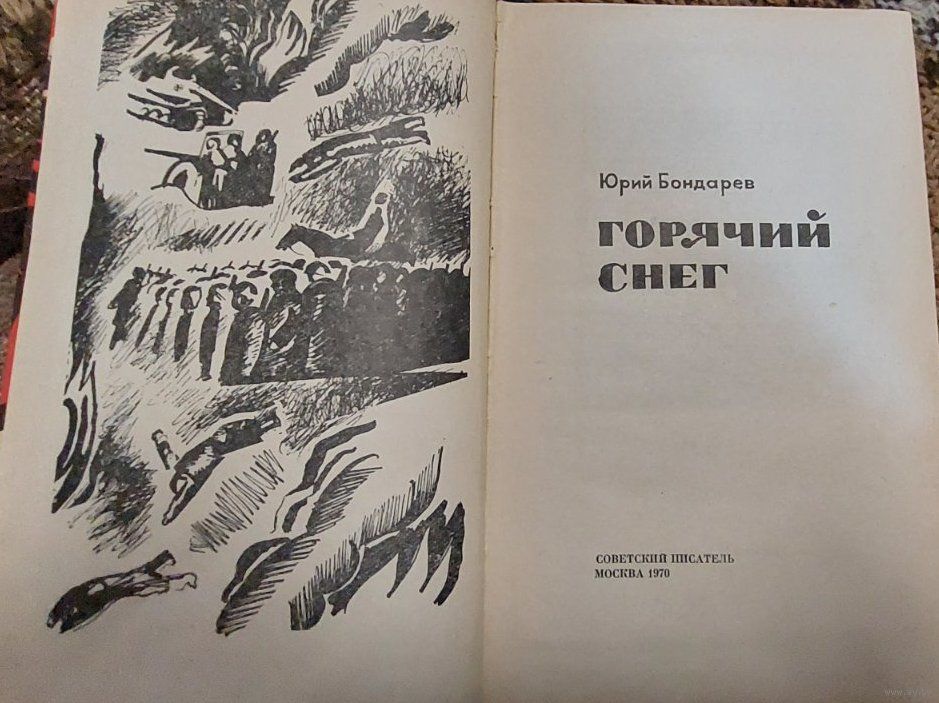 Юрий Бондарев
ГОРЯЧИЙ
СНЕГ
СОВЕТСКИЙ ПИСАТЕЛЬ
МОСКВА 1970